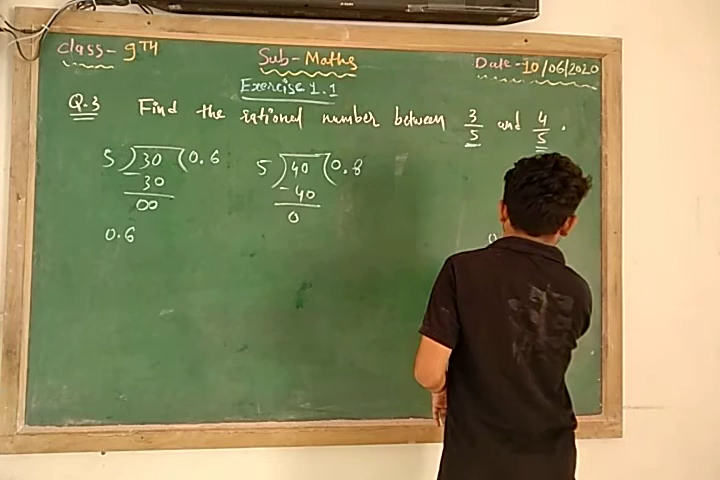 Class- 9TH Sub-Maths Date-10/06/2020
Exercise 1.1
Q.3 Find the rational number between 3/5 and 4/5.
5)30(0.6 5)40(0.8
-30 -40
00 0
0.6 0